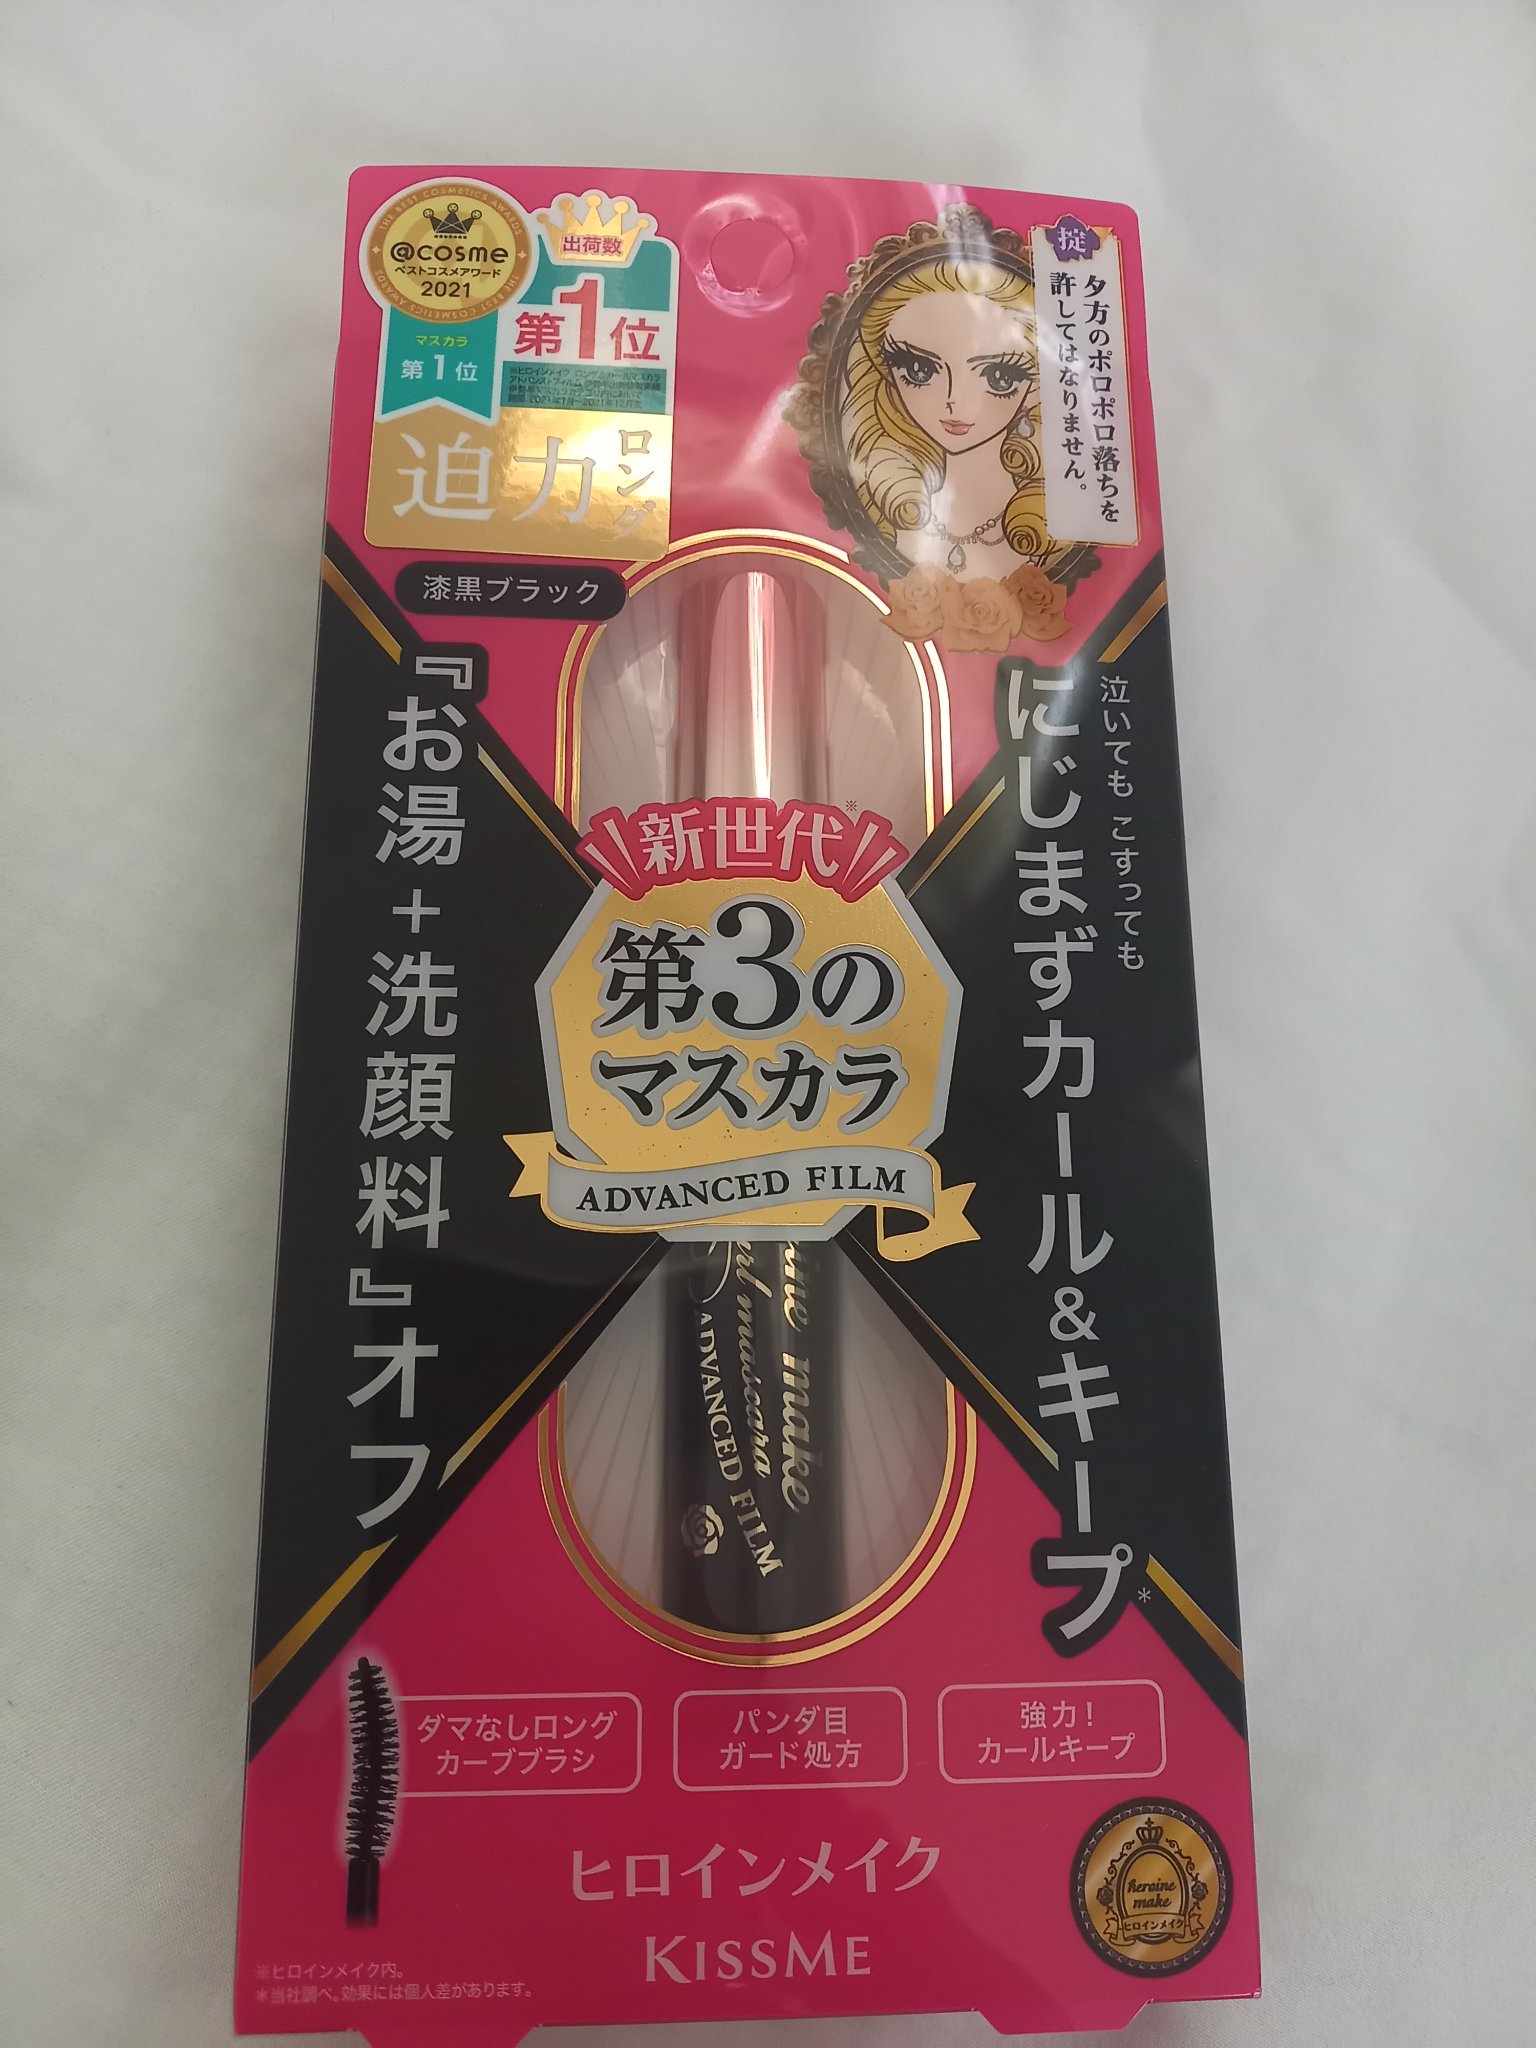 THE BEST COSMETICS AWARDS
@cosme
ベストコスメアワード
2021
THE BEST COSMETICS AWARDS
マスカラ
第1位
出荷数
第1位
迫力
ロング
掟
夕方のポロポロ落ちを
許してはなりません。
漆黒ブラック
『お湯+洗顔料』オフ
泣いても こすっても
にじまずカール&キープ*
新世代※
第3の
マスカラ
ADVANCED FILM
ine make
url mascara
ADVANCED FILM
ダマなしロング
カーブブラシ
パンダ目
ガード処方
強力!
カールキープ
ヒロインメイク
KISSME
heroine
make
ヒロインメイク
※ヒロインメイク内。
*当社調べ。効果には個人差があります。